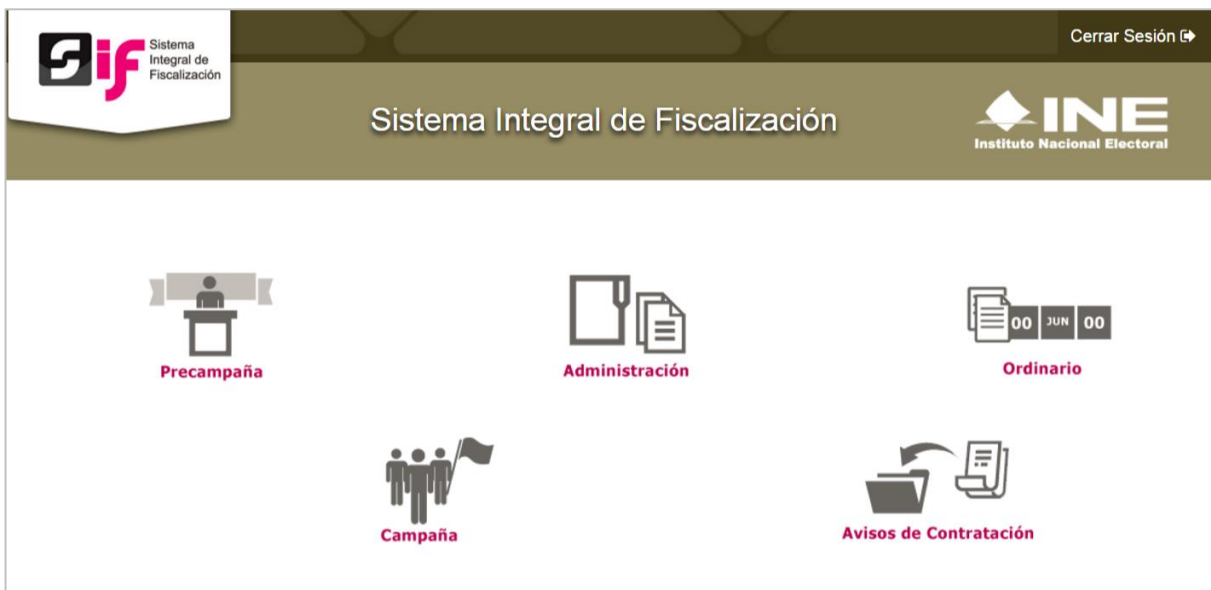 Sif Sistema
Integral de
Fiscalización
Cerrar Sesión
Sistema Integral de Fiscalización
INE
Instituto Nacional Electoral
Precampaña
Administración
00 JUN 00
Ordinario
Campaña
Avisos de Contratación